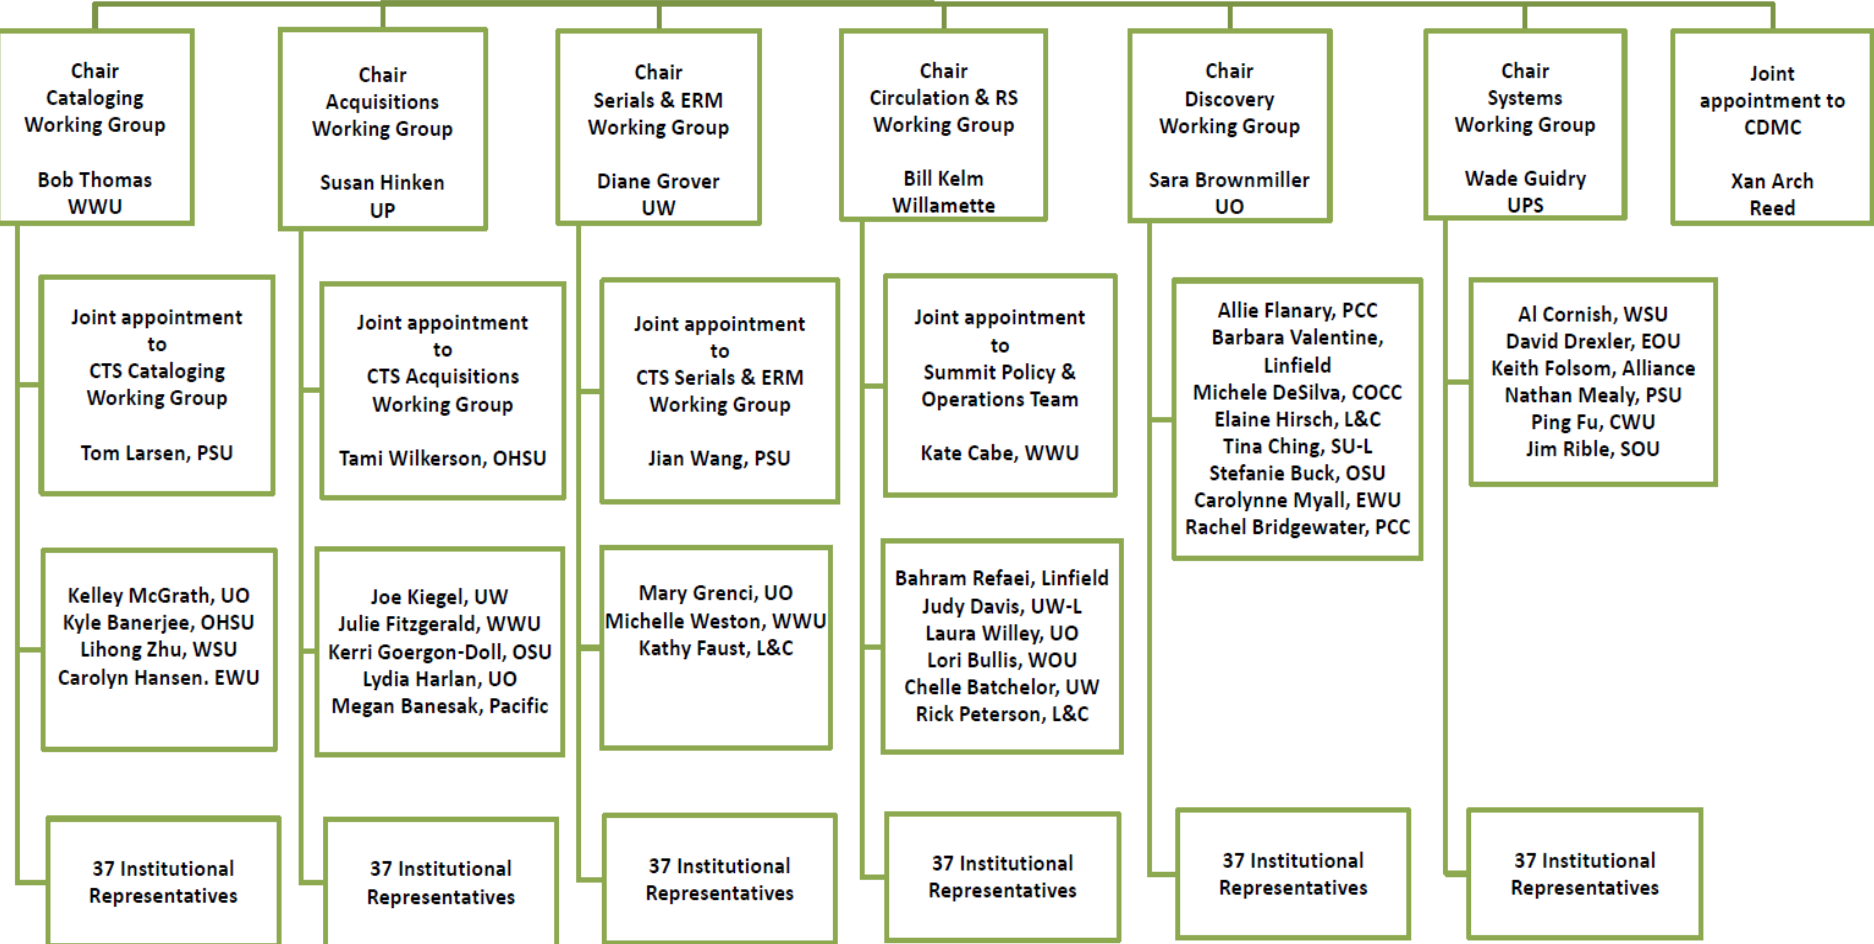 Chair
Cataloging
Working Group
Bob Thomas
WWU
Chair
Acquisitions
Working Group
Susan Hinken
UP
Chair
Serials & ERM
Working Group
Diane Grover
UW
Chair
Circulation & RS
Working Group
Bill Kelm
Willamette
Chair
Discovery
Working Group
Sara Brownmiller
UO
Chair
Systems
Working Group
Wade Guidry
UPS
Joint
appointment to
CDMC
Xan Arch
Reed
Joint appointment
to
CTS Cataloging
Working Group
Tom Larsen, PSU
Joint appointment
to
CTS Acquisitions
Working Group
Tami Wilkerson, OHSU
Joint appointment
to
CTS Serials & ERM
Working Group
Jian Wang, PSU
Joint appointment
to
Summit Policy &
Operations Team
Kate Cabe, WWU
Allie Flanary, PCC
Barbara Valentine,
Linfield
Michele DeSilva, COCC
Elaine Hirsch, L&C
Tina Ching, SU-L
Stefanie Buck, OSU
Carolynne Myall, EWU
Rachel Bridgewater, PCC
Al Cornish, WSU
David Drexler, EOU
Keith Folsom, Alliance
Nathan Mealy, PSU
Ping Fu, CWU
Jim Rible, SOU
Kelley McGrath, UO
Kyle Banerjee, OHSU
Lihong Zhu, WSU
Carolyn Hansen. EWU
Joe Kiegel, UW
Julie Fitzgerald, WWU
Kerri Goergon-Doll, OSU
Lydia Harlan, UO
Megan Banesak, Pacific
Mary Grenci, UO
Michelle Weston, WWU
Kathy Faust, L&C
Bahram Refaei, Linfield
Judy Davis, UW-L
Laura Willey, UO
Lori Bullis, WOU
Chelle Batchelor, UW
Rick Peterson, L&C
37 Institutional
Representatives
37 Institutional
Representatives
37 Institutional
Representatives
37 Institutional
Representatives
37 Institutional
Representatives
37 Institutional
Representatives